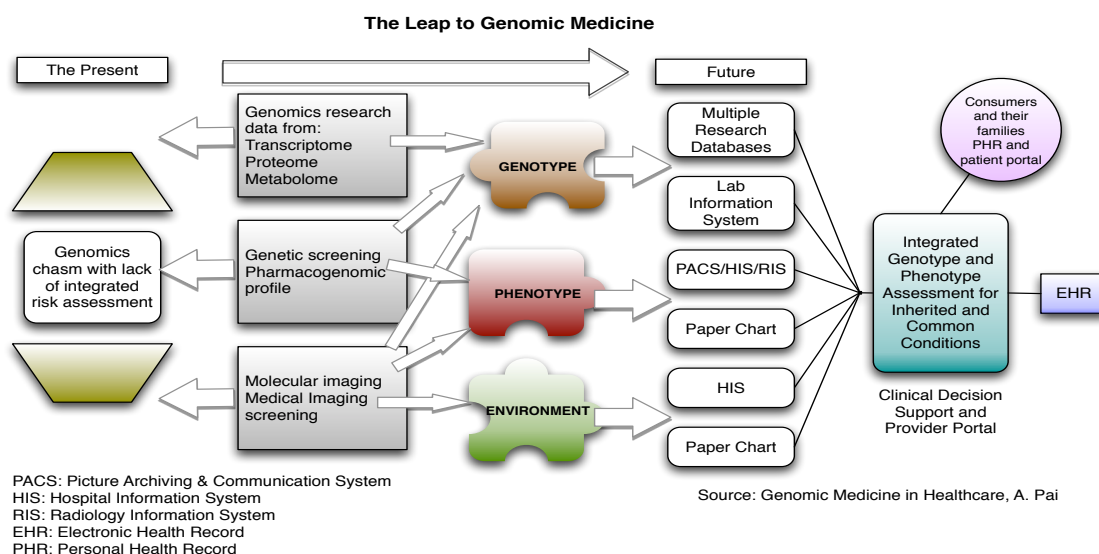 The Leap to Genomic Medicine
The Present
Future
Genomics research
data from:
Transcriptome
Proteome
Metabolome
Genomics
chasm with lack
of integrated
risk assessment
Genetic screening
Pharmacogenomic
profile
Molecular imaging
Medical Imaging
screening
GENOTYPE
PHENOTYPE
ENVIRONMENT
Multiple
Research
Databases
Lab
Information
System
PACS/HIS/RIS
Paper Chart
HIS
Paper Chart
Consumers
and their
families
PHR and
patient portal
Integrated
Genotype and
Phenotype
Assessment for
Inherited and
Common
Conditions
EHR
Clinical Decision
Support and
Provider Portal
PACS: Picture Archiving & Communication System
HIS: Hospital Information System
RIS: Radiology Information System
EHR: Electronic Health Record
PHR: Personal Health Record
Source: Genomic Medicine in Healthcare, A. Pai